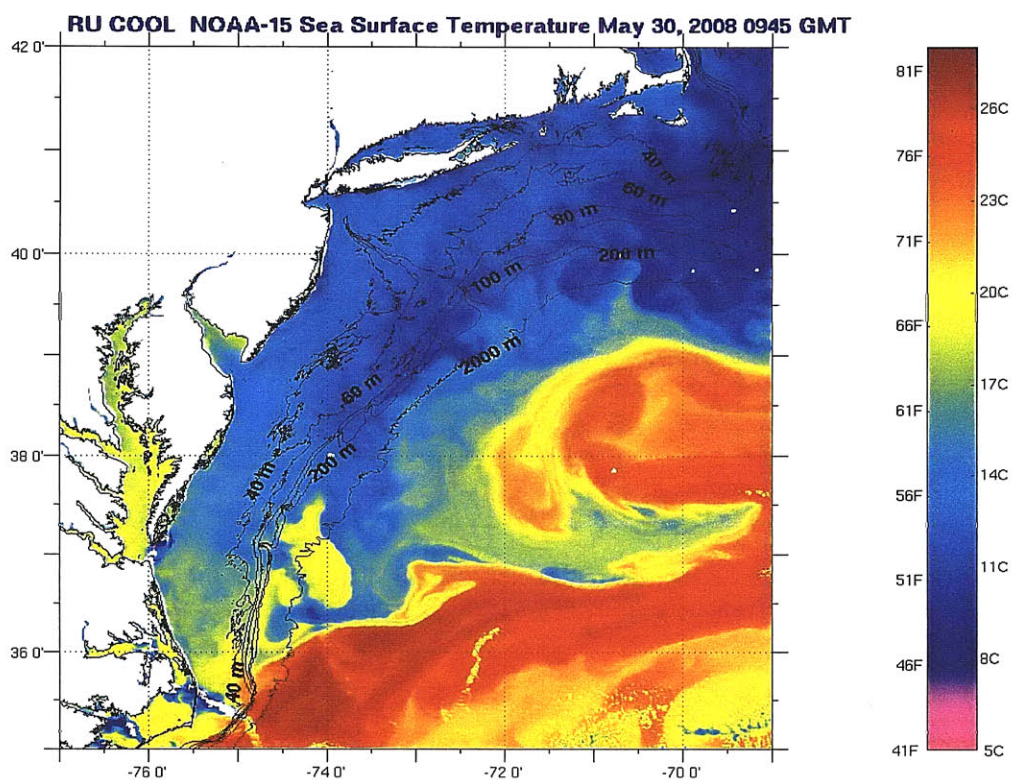 RU COOL NOAA-15 Sea Surface Temperature May 30, 2008 0945 GMT
42 0'
40 0'
38 0'
36 0'
-76 0'
-74 0'
-72 0'
-70 0'
40 m
60 m
80 m
200 m
100 m
2000 m
60 m
200 m
40 m
40 m
81F
76F
71F
66F
61F
56F
51F
46F
41F
26C
23C
20C
17C
14C
11C
8C
5C